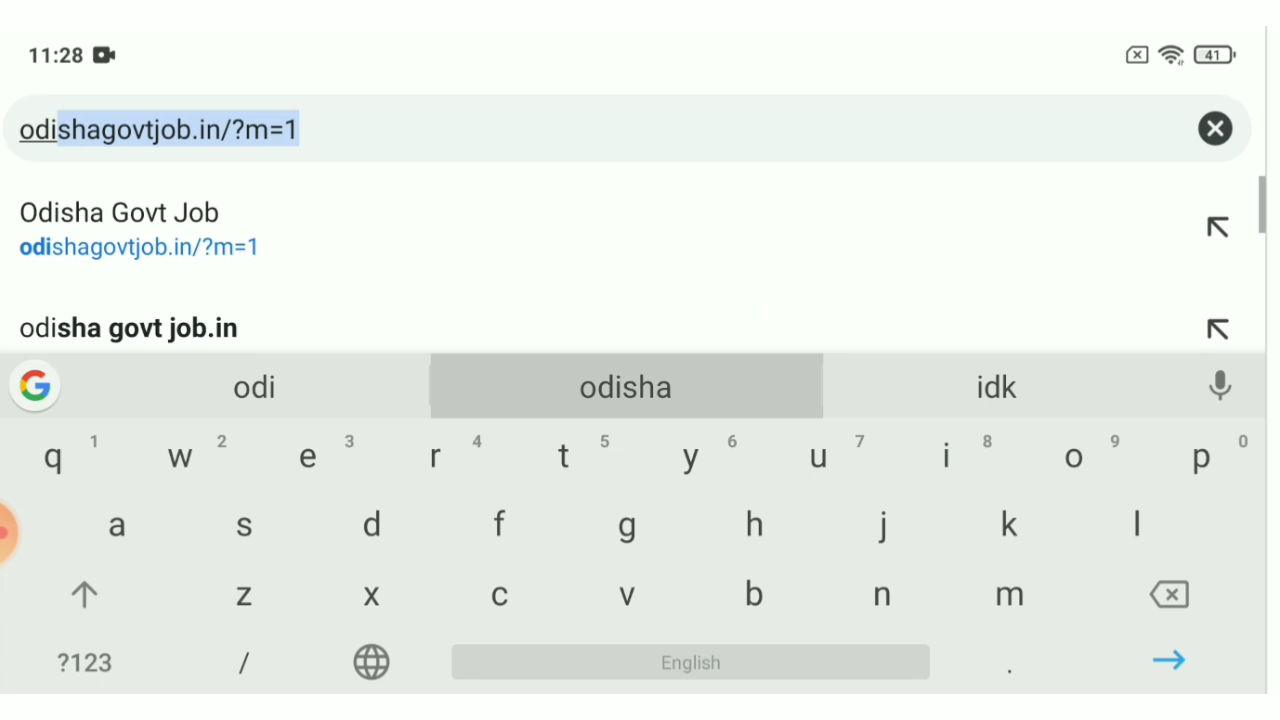 11:28
41
odishagovtjob.in/?m=1
Odisha Govt Job
odishagovtjob.in/?m=1
odisha govt job.in
odi odisha idk
q 1 w 2 e 3 r 4 t 5 y 6 u 7 i 8 o 9 p 0
a s d f g h j k l
z x c v b n m
?123 / English .